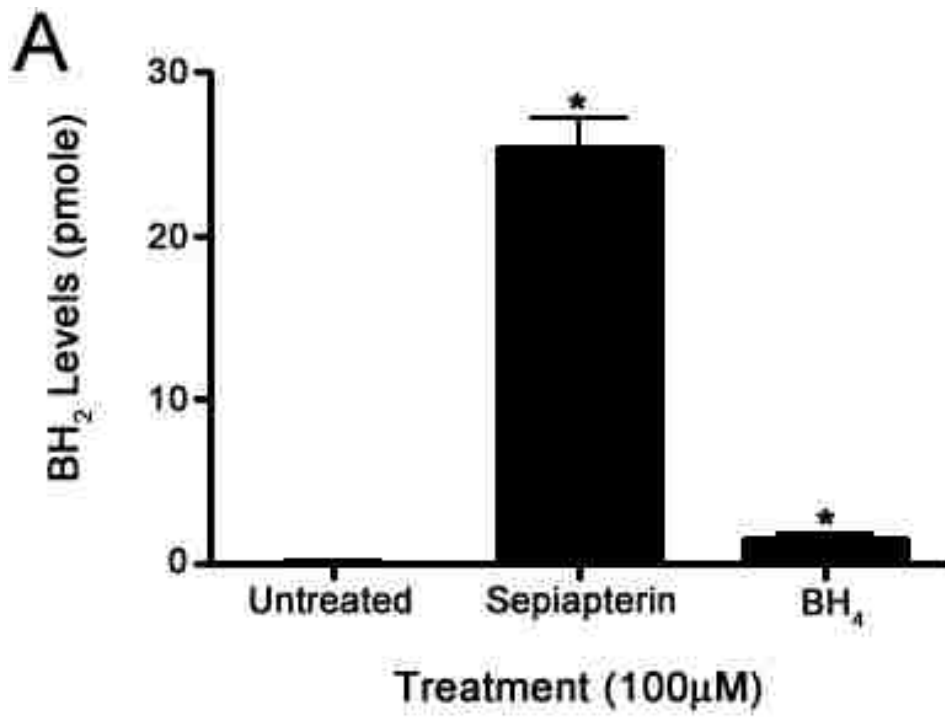 A
BH₂ Levels (pmole)
30
20
10
0
*
*
Untreated Sepiapterin BH₄
Treatment (100μM)